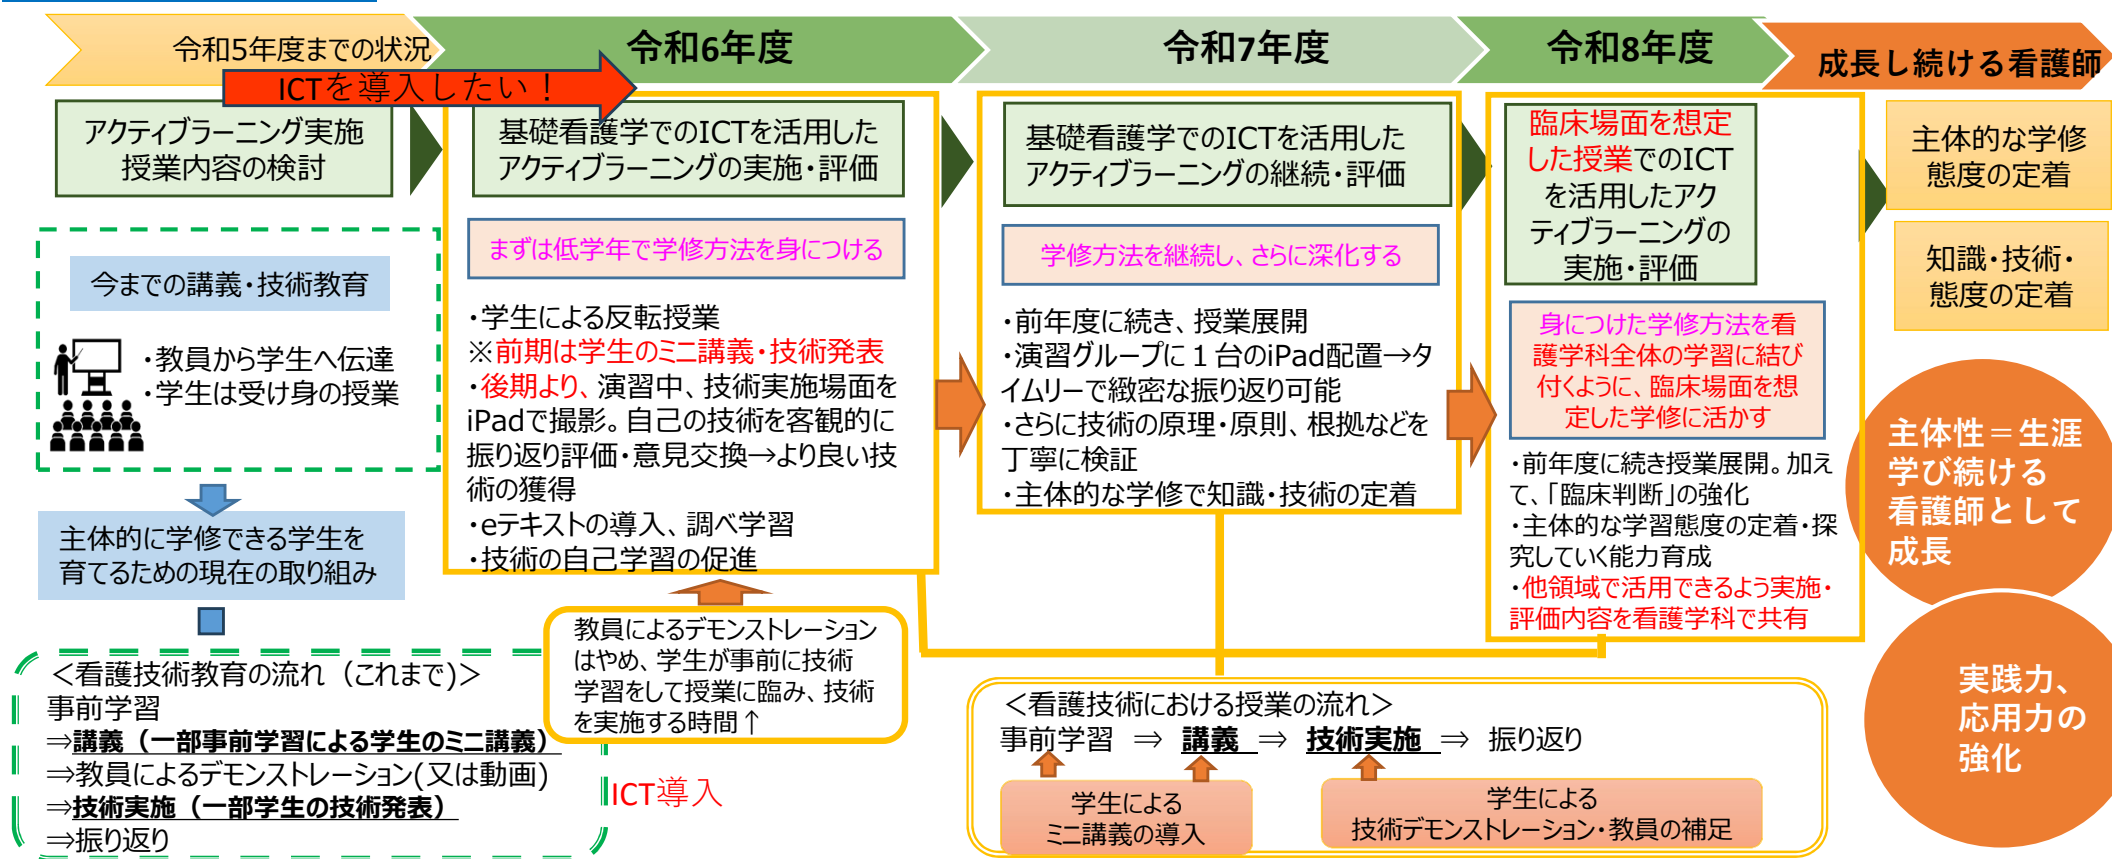 令和5年度までの状況
令和6年度
令和7年度
令和8年度
成長し続ける看護師
ICTを導入したい！
アクティブラーニング実施
授業内容の検討
基礎看護学でのICTを活用した
アクティブラーニングの実施・評価
基礎看護学でのICTを活用した
アクティブラーニングの継続・評価
臨床場面を想定
した授業でのICT
を活用したアク
ティブラーニングの
実施・評価
主体的な学修
態度の定着
知識・技術・
態度の定着
今までの講義・技術教育
・教員から学生へ伝達
・学生は受け身の授業
主体的に学修できる学生を
育てるための現在の取り組み
まずは低学年で学修方法を身につける
・学生による反転授業
※前期は学生のミニ講義・技術発表
・後期より、演習中、技術実施場面を
iPadで撮影。自己の技術を客観的に
振り返り評価・意見交換→より良い技
術の獲得
・eテキストの導入、調べ学習
・技術の自己学習の促進
学修方法を継続し、さらに深化する
・前年度に続き、授業展開
・演習グループに１台のiPad配置→タ
イムリーで緻密な振り返り可能
・さらに技術の原理・原則、根拠などを
丁寧に検証
・主体的な学修で知識・技術の定着
身につけた学修方法を看
護学科全体の学習に結び
付くように、臨床場面を想
定した学修に活かす
・前年度に続き授業展開。加え
て、「臨床判断」の強化
・主体的な学習態度の定着・探
究していく能力育成
・他領域で活用できるよう実施・
評価内容を看護学科で共有
主体性＝生涯
学び続ける
看護師として
成長
実践力、
応用力の
強化
教員によるデモンストレーション
はやめ、学生が事前に技術
学習をして授業に臨み、技術
を実施する時間↑
＜看護技術教育の流れ（これまで)＞
事前学習
⇒講義（一部事前学習による学生のミニ講義）
⇒教員によるデモンストレーション(又は動画)
⇒技術実施（一部学生の技術発表）
⇒振り返り
ICT導入
＜看護技術における授業の流れ＞
事前学習 ⇒ 講義 ⇒ 技術実施 ⇒ 振り返り
学生による
ミニ講義の導入
学生による
技術デモンストレーション・教員の補足